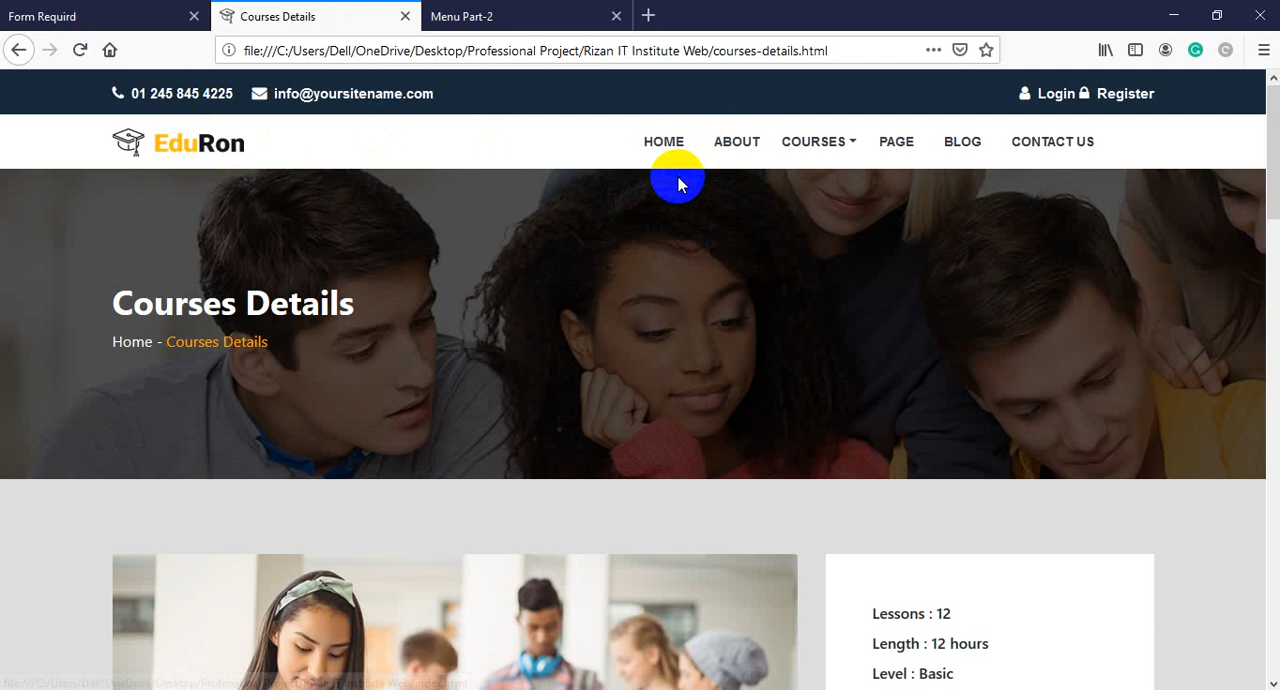 Form Requird
Courses Details
Menu Part-2
file:///C:/Users/Dell/OneDrive/Desktop/Professional Project/Rizan IT Institute Web/courses-details.html
01 245 845 4225
info@yoursitename.com
Login
Register
EduRon
HOME
ABOUT
COURSES
PAGE
BLOG
CONTACT US
Courses Details
Home - Courses Details
Lessons : 12
Length : 12 hours
Level : Basic